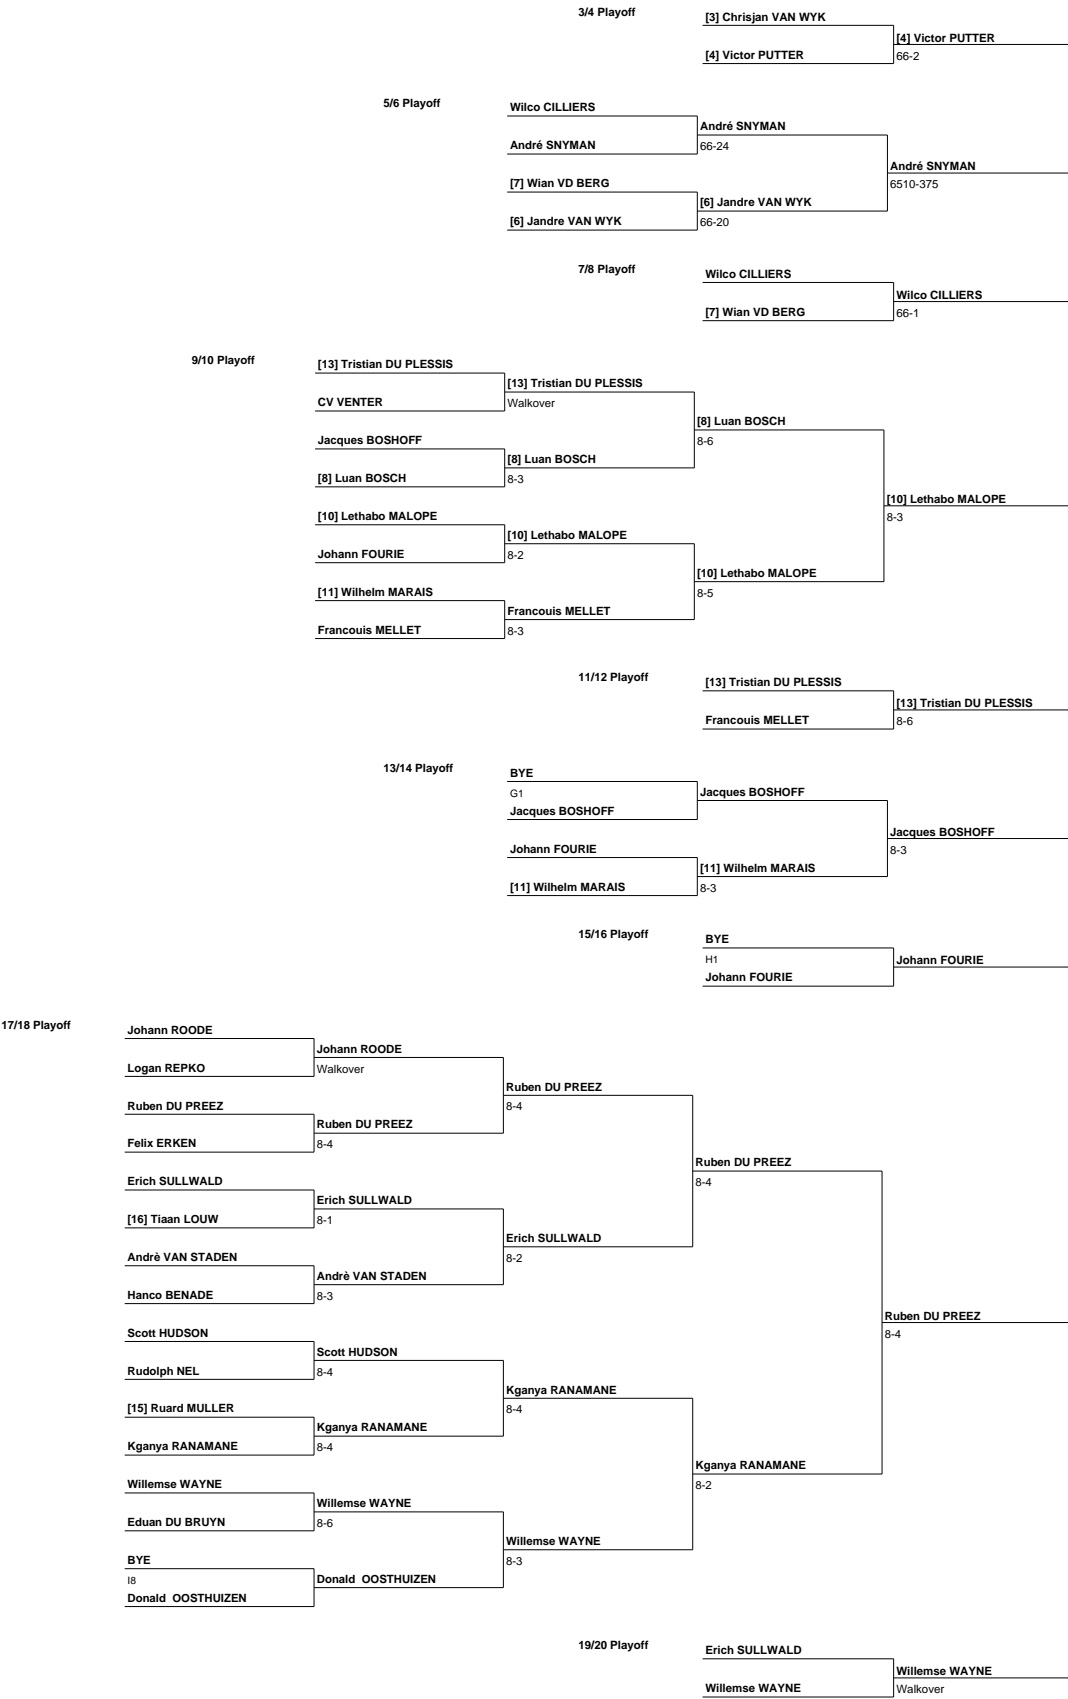 3/4 Playoff
[3] Chrisjan VAN WYK
[4] Victor PUTTER
[4] Victor PUTTER
66-2
5/6 Playoff
Wilco CILLIERS
André SNYMAN
André SNYMAN
66-24
André SNYMAN
6510-375
[7] Wian VD BERG
[6] Jandre VAN WYK
[6] Jandre VAN WYK
66-20
7/8 Playoff
Wilco CILLIERS
Wilco CILLIERS
[7] Wian VD BERG
66-1
9/10 Playoff
[13] Tristian DU PLESSIS
[13] Tristian DU PLESSIS
CV VENTER
Walkover
[8] Luan BOSCH
8-6
Jacques BOSHOFF
[8] Luan BOSCH
[8] Luan BOSCH
8-3
[10] Lethabo MALOPE
8-3
[10] Lethabo MALOPE
[10] Lethabo MALOPE
Johann FOURIE
8-2
[10] Lethabo MALOPE
8-5
[11] Wilhelm MARAIS
Francouis MELLET
Francouis MELLET
8-3
11/12 Playoff
[13] Tristian DU PLESSIS
[13] Tristian DU PLESSIS
Francouis MELLET
8-6
13/14 Playoff
BYE
G1
Jacques BOSHOFF
Jacques BOSHOFF
Jacques BOSHOFF
8-3
Johann FOURIE
[11] Wilhelm MARAIS
[11] Wilhelm MARAIS
8-3
15/16 Playoff
BYE
H1
Johann FOURIE
Johann FOURIE
17/18 Playoff
Johann ROODE
Johann ROODE
Logan REPKO
Walkover
Ruben DU PREEZ
8-4
Ruben DU PREEZ
Ruben DU PREEZ
Felix ERKEN
8-4
Ruben DU PREEZ
8-4
Erich SULLWALD
Erich SULLWALD
[16] Tiaan LOUW
8-1
Erich SULLWALD
8-2
Andrè VAN STADEN
Andrè VAN STADEN
Hanco BENADE
8-3
Ruben DU PREEZ
8-4
Scott HUDSON
Scott HUDSON
Rudolph NEL
8-4
Kganya RANAMANE
8-4
[15] Ruard MULLER
Kganya RANAMANE
Kganya RANAMANE
8-4
Kganya RANAMANE
8-2
Willemse WAYNE
Willemse WAYNE
Eduan DU BRUYN
8-6
Willemse WAYNE
8-3
BYE
I8
Donald  OOSTHUIZEN
Donald  OOSTHUIZEN
19/20 Playoff
Erich SULLWALD
Willemse WAYNE
Willemse WAYNE
Walkover